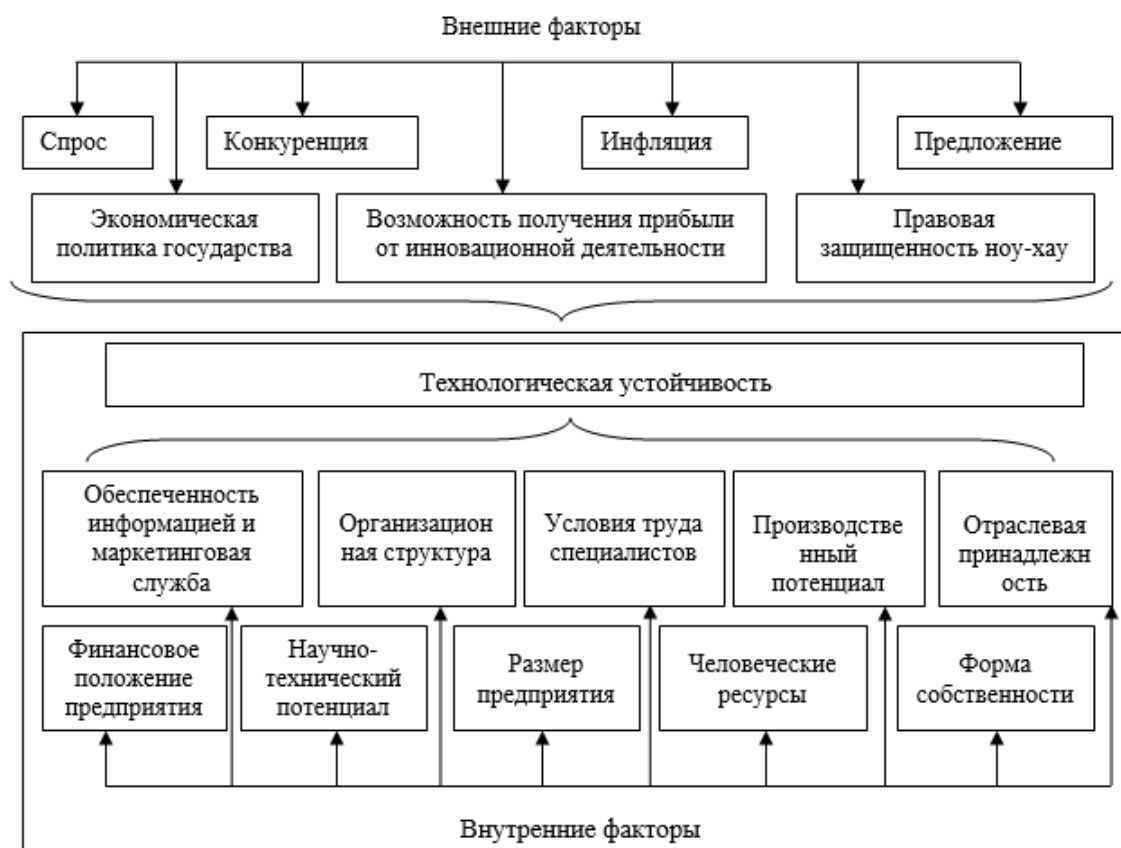 Внешние факторы
Спрос
Конкуренция
Инфляция
Предложение
Экономическая
политика государства
Возможность получения прибыли
от инновационной деятельности
Правовая
защищенность ноу-хау
Технологическая устойчивость
Обеспеченность
информацией и
маркетинговая
служба
Организацион
ная структура
Условия труда
специалистов
Производстве
нный
потенциал
Отраслевая
принадлежн
ость
Финансовое
положение
предприятия
Научно-
технический
потенциал
Размер
предприятия
Человеческие
ресурсы
Форма
собственности
Внутренние факторы